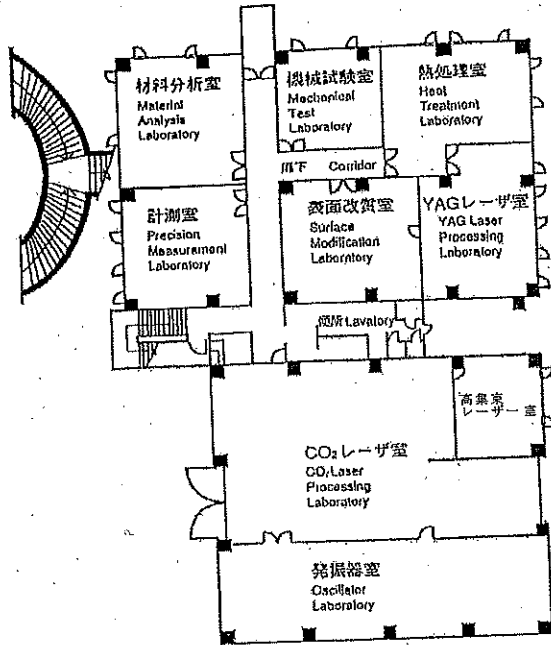 材料分析室
Material
Analysis
Laboratory
機械試験室
Mechanical
Test
Laboratory
熱処理室
Heat
Treatment
Laboratory
廊下 Corridor
計測室
Precision
Measurement
Laboratory
表面改質室
Surface
Modification
Laboratory
YAGレーザ室
YAG Laser
Processing
Laboratory
便所 Lavalory
高集束
レーザー室
CO₂レーザ室
CO₂Laser
Processing
Laboratory
発振器室
Oscillator
Laboratory